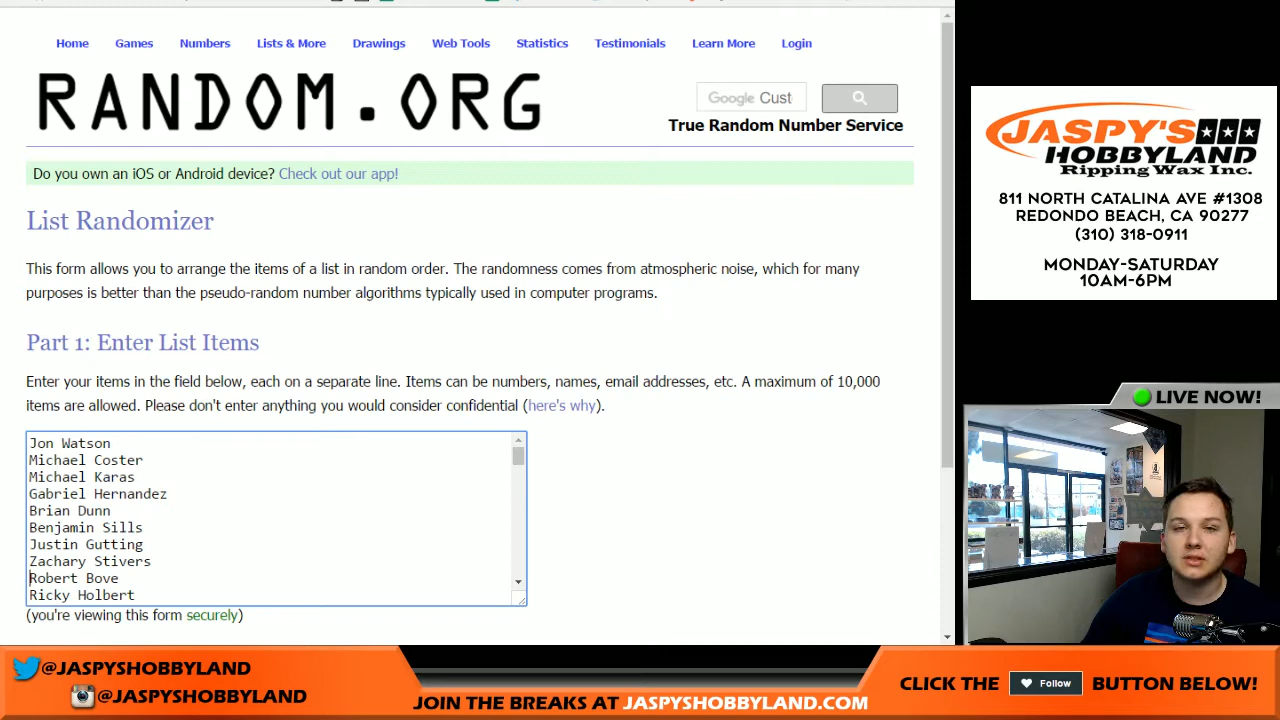 Home Games Numbers Lists & More Drawings Web Tools Statistics Testimonials Learn More Login
RANDOM.ORG
Google Cust
True Random Number Service
Do you own an iOS or Android device? Check out our app!
List Randomizer
This form allows you to arrange the items of a list in random order. The randomness comes from atmospheric noise, which for many
purposes is better than the pseudo-random number algorithms typically used in computer programs.
Part 1: Enter List Items
Enter your items in the field below, each on a separate line. Items can be numbers, names, email addresses, etc. A maximum of 10,000
items are allowed. Please don't enter anything you would consider confidential (here's why).
Jon Watson
Michael Coster
Michael Karas
Gabriel Hernandez
Brian Dunn
Benjamin Sills
Justin Gutting
Zachary Stivers
Robert Bove
Ricky Holbert
(you're viewing this form securely)
JASPY'S
HOBBYLAND
Ripping Wax Inc.
811 NORTH CATALINA AVE #1308
REDONDO BEACH, CA 90277
(310) 318-0911
MONDAY-SATURDAY
10AM-6PM
LIVE NOW!
@JASPYSHOBBYLAND
@JASPYSHOBBYLAND
JOIN THE BREAKS AT JASPYSHOBBYLAND.COM
CLICK THE Follow BUTTON BELOW!